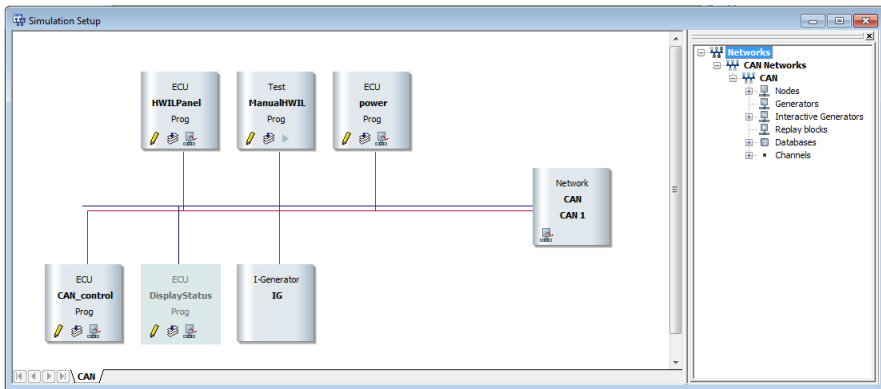 Simulation Setup
ECU
HWILPanel
Prog
Test
ManualHWIL
Prog
ECU
power
Prog
Network
CAN
CAN 1
ECU
CAN_control
Prog
ECU
DisplayStatus
Prog
I-Generator
IG
CAN
Networks
CAN Networks
CAN
Nodes
Generators
Interactive Generators
Replay blocks
Databases
Channels